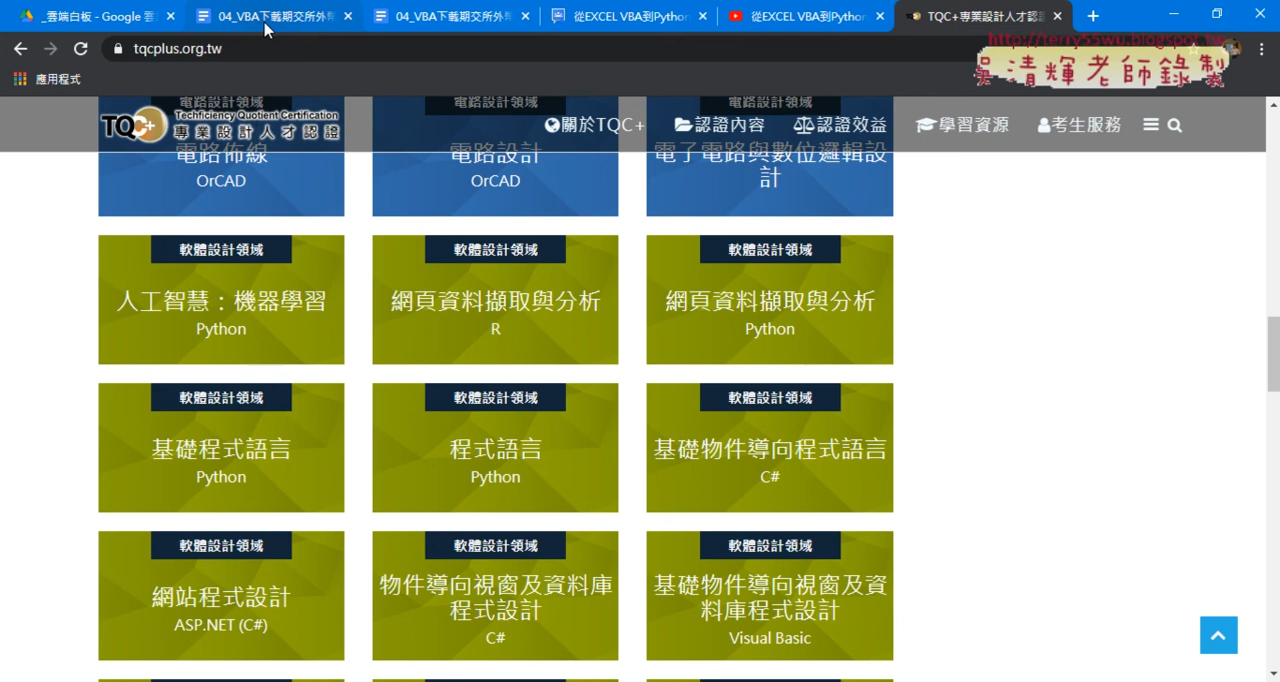 _雲端白板 - Google 雲
04_VBA下載期交所外幣
04_VBA下載期交所外幣
從EXCEL VBA到Python
從EXCEL VBA到Python
TQC+專業設計人才認證
tqcplus.org.tw
http://terry55wu.blogspot.tw
吳清輝老師錄製
應用程式
TQC+ Techficiency Quotient Certification
專業設計人才認證
關於TQC+
認證內容
認證效益
學習資源
考生服務
電路設計領域
電路佈線
OrCAD
電路設計領域
電路設計
OrCAD
電路設計領域
電子電路與數位邏輯設
計
軟體設計領域
人工智慧：機器學習
Python
軟體設計領域
網頁資料擷取與分析
R
軟體設計領域
網頁資料擷取與分析
Python
軟體設計領域
基礎程式語言
Python
軟體設計領域
程式語言
Python
軟體設計領域
基礎物件導向程式語言
C#
軟體設計領域
網站程式設計
ASP.NET (C#)
軟體設計領域
物件導向視窗及資料庫
程式設計
C#
軟體設計領域
基礎物件導向視窗及資
料庫程式設計
Visual Basic